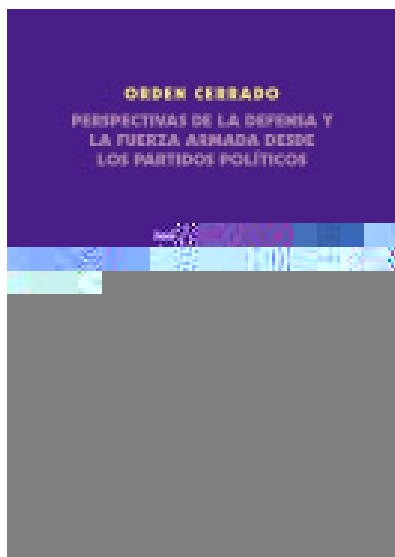 ORDEN CERRADO
PERSPECTIVAS DE LA DEFENSA Y
LA FUERZA ARMADA DESDE
LOS PARTIDOS POLÍTICOS